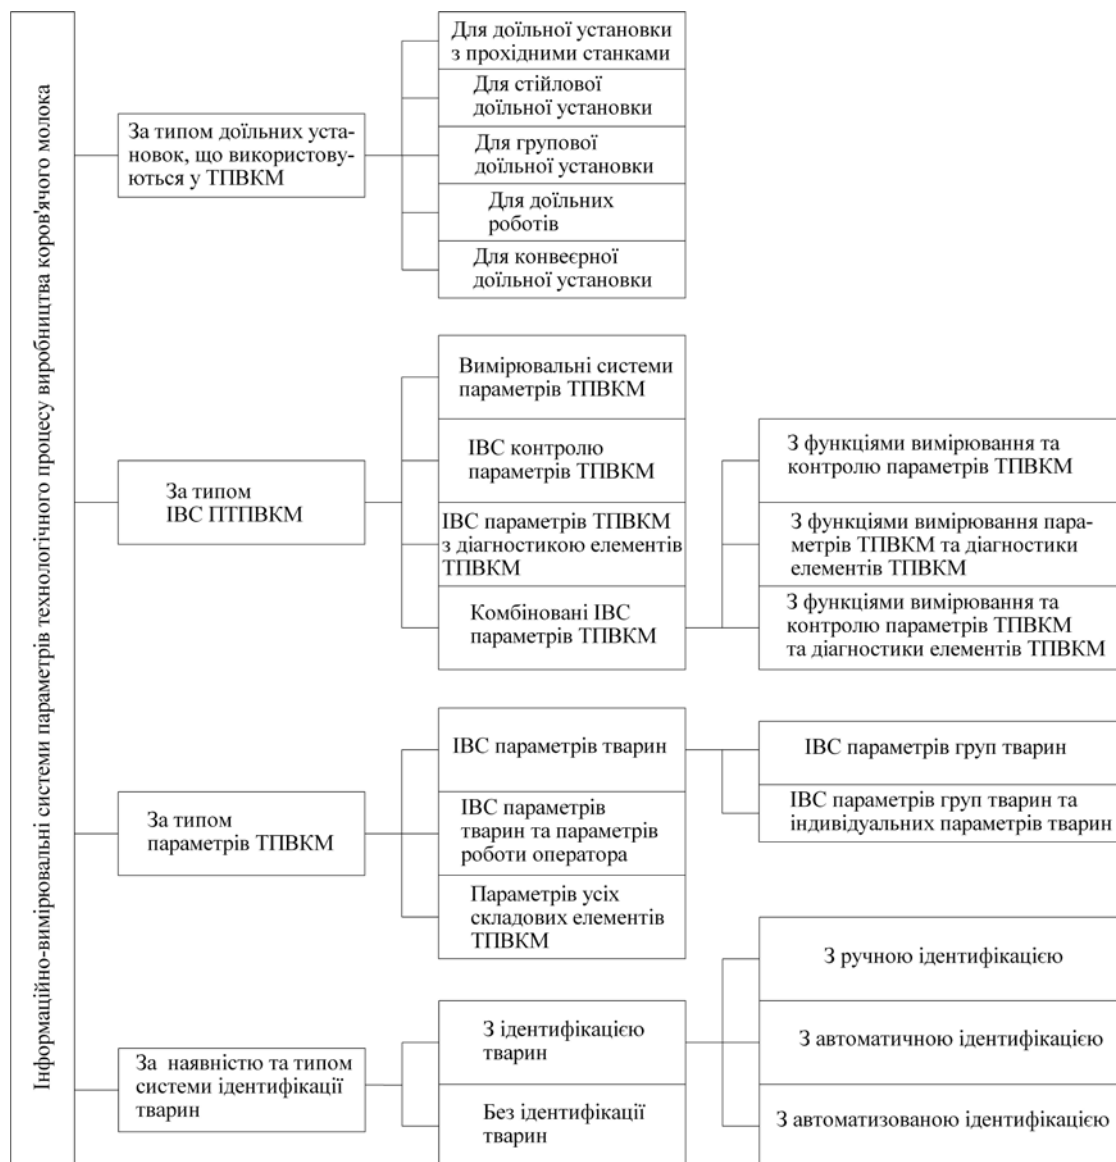 Інформаційно-вимірювальні системи параметрів технологічного процесу виробництва коров'ячого молока
За типом доїльних уста-
новок, що використову-
ються у ТПВКМ
Для доїльної установки
з прохідними станками
Для стійлової
доїльної установки
Для групової
доїльної установки
Для доїльних
роботів
Для конвеєрної
доїльної установки
За типом
ІВС ПТПВКМ
Вимірювальні системи
параметрів ТПВКМ
ІВС контролю
параметрів ТПВКМ
ІВС параметрів ТПВКМ
з діагностикою елементів
ТПВКМ
Комбіновані ІВС
параметрів ТПВКМ
З функціями вимірювання та
контролю параметрів ТПВКМ
З функціями вимірювання пара-
метрів ТПВКМ та діагностики
елементів ТПВКМ
З функціями вимірювання та
контролю параметрів ТПВКМ
та діагностики елементів ТПВКМ
За типом
параметрів ТПВКМ
ІВС параметрів тварин
ІВС параметрів
тварин та параметрів
роботи оператора
Параметрів усіх
складових елементів
ТПВКМ
ІВС параметрів груп тварин
ІВС параметрів груп тварин та
індивідуальних параметрів тварин
За наявністю та типом
системи ідентифікації
тварин
З ідентифікацією
тварин
Без ідентифікації
тварин
З ручною ідентифікацією
З автоматичною ідентифікацією
З автоматизованою ідентифікацією